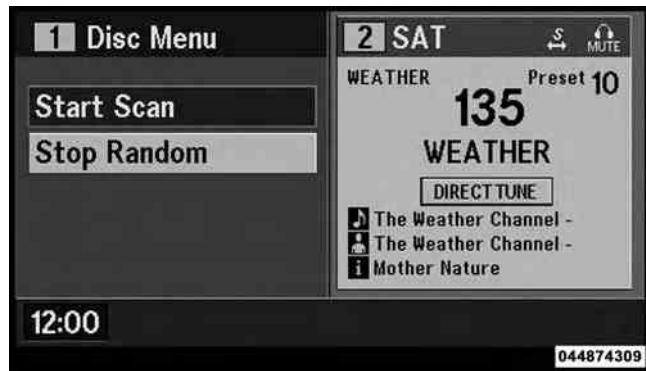 1 Disc Menu
Start Scan
Stop Random
2 SAT
S
MUTE
WEATHER
Preset 10
135
WEATHER
DIRECT TUNE
The Weather Channel -
The Weather Channel -
i Mother Nature
12:00
044874309